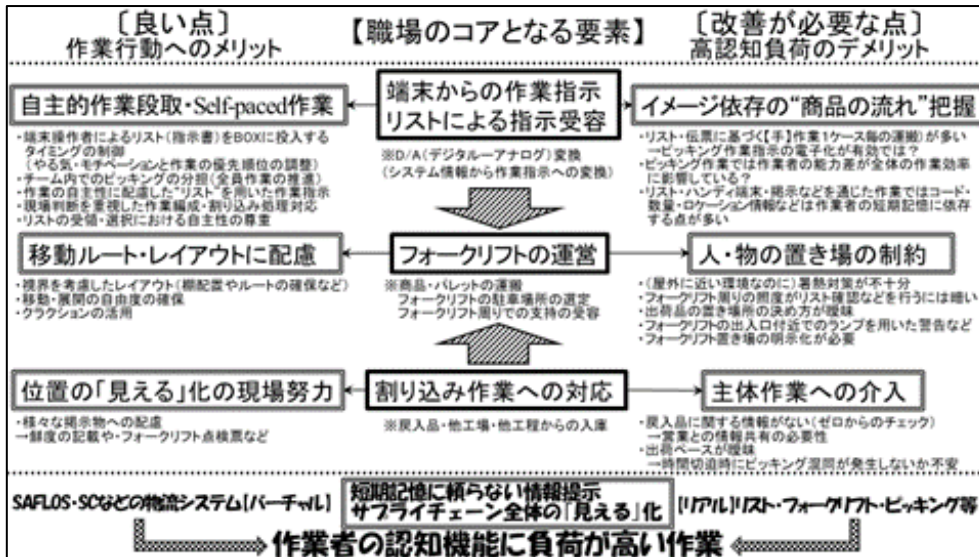 〔良い点〕
作業行動へのメリット
【職場のコアとなる要素】
〔改善が必要な点〕
高認知負荷のデメリット
自主的作業段取・Self-paced作業
・端末操作者によるリスト(指示書)をBOXに投入する
タイミングの制御
(やる気・モチベーションと作業の優先順位の調整)
・チーム内でのピッキングの分担(全員作業の推進)
・作業の自主性に配慮した“リスト”を用いた作業指示
・現場判断を重視した作業編成・割り込み処理対応
・リストの受領・選択における自主性の尊重
端末からの作業指示
リストによる指示受容
※D/A(デジタルーアナログ)変換
(システム情報から作業指示への変換)
イメージ依存の“商品の流れ”把握
・リスト・伝票に基づく【手】作業1ケース毎の運搬)が多い
→ピッキング作業指示の電子化が有効では?
・ピッキング作業では作業者の能力差が全体の作業効率
に影響している?
・リスト・ハンディ端末・掲示などを通じた作業ではコード・
数量・ロケーション情報などは作業者の短期記憶に依存
する点が多い
移動ルート・レイアウトに配慮
・視界を考慮したレイアウト(棚配置やルートの確保など)
・移動・展開の自由度の確保
・クラクションの活用
フォークリフトの運営
※商品・パレットの運搬
フォークリフトの駐車場所の選定
フォークリフト周りでの支持の受容
人・物の置き場の制約
・(屋外に近い環境なのに)暑熱対策が不十分
・フォークリフト周りの照度がリスト確認などを行うには暗い
・出荷品の置き場所の決め方が曖昧
・フォークリフトの出入口付近でのランプを用いた警告など
・フォークリフト置き場の明示化が必要
位置の「見える」化の現場努力
・様々な掲示物への配慮
→鮮度の記載や・フォークリフト点検票など
割り込み作業への対応
※戻入品・他工場・他工程からの入庫
主体作業への介入
・戻入品に関する情報がない(ゼロからのチェック)
→営業との情報共有の必要性
・出荷ベースが曖昧
→時間切迫時にピッキング混同が発生しないか不安
SAFLOS・SCなどの物流システム【バーチャル】
短期記憶に頼らない情報提示
サプライチェーン全体の「見える」化
【リアル】リスト・フォークリフト・ピッキング等
作業者の認知機能に負荷が高い作業